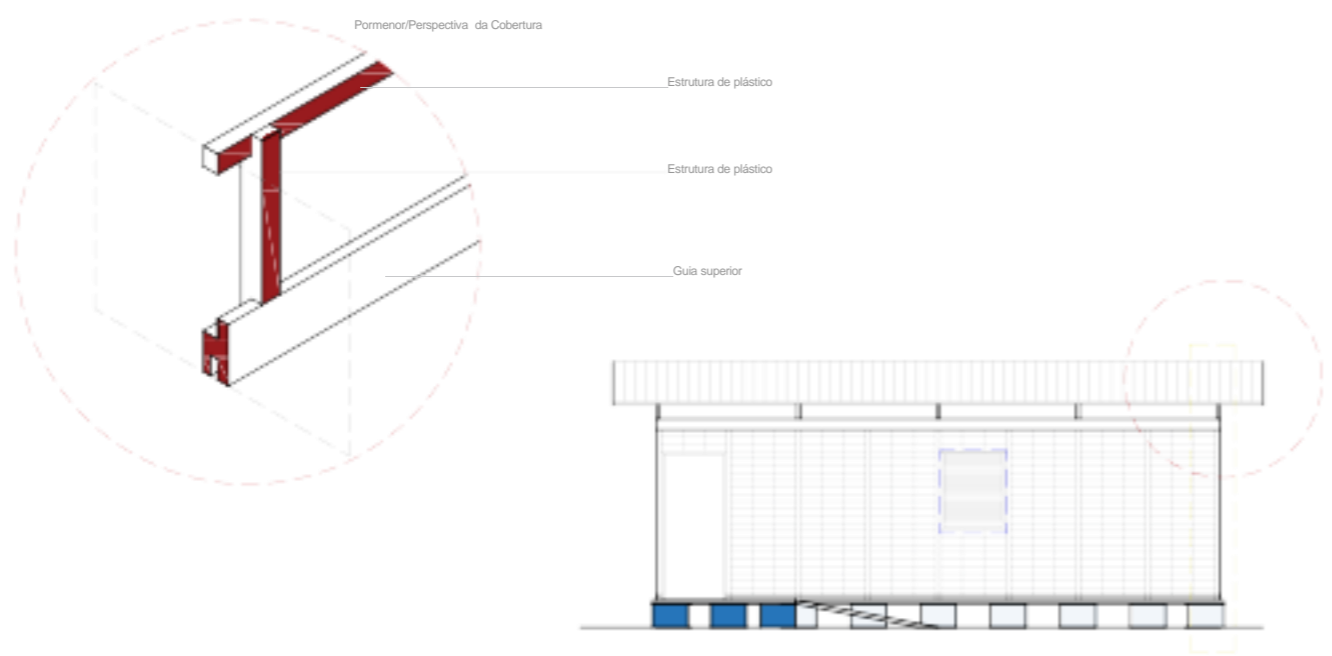 Pormenor/Perspectiva da Cobertura
Estrutura de plástico
Estrutura de plástico
Guia superior